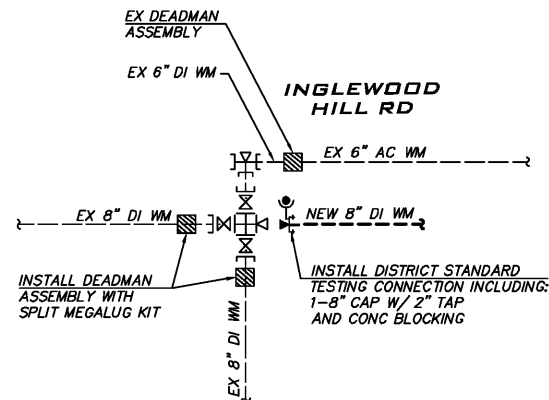 EX DEADMAN
ASSEMBLY
EX 6" DI WM
INGLEWOOD
HILL RD
EX 6" AC WM
EX 8" DI WM
NEW 8" DI WM
INSTALL DEADMAN
ASSEMBLY WITH
SPLIT MEGALUG KIT
INSTALL DISTRICT STANDARD
TESTING CONNECTION INCLUDING:
1-8" CAP W/ 2" TAP
AND CONC BLOCKING
EX 8" DI WM